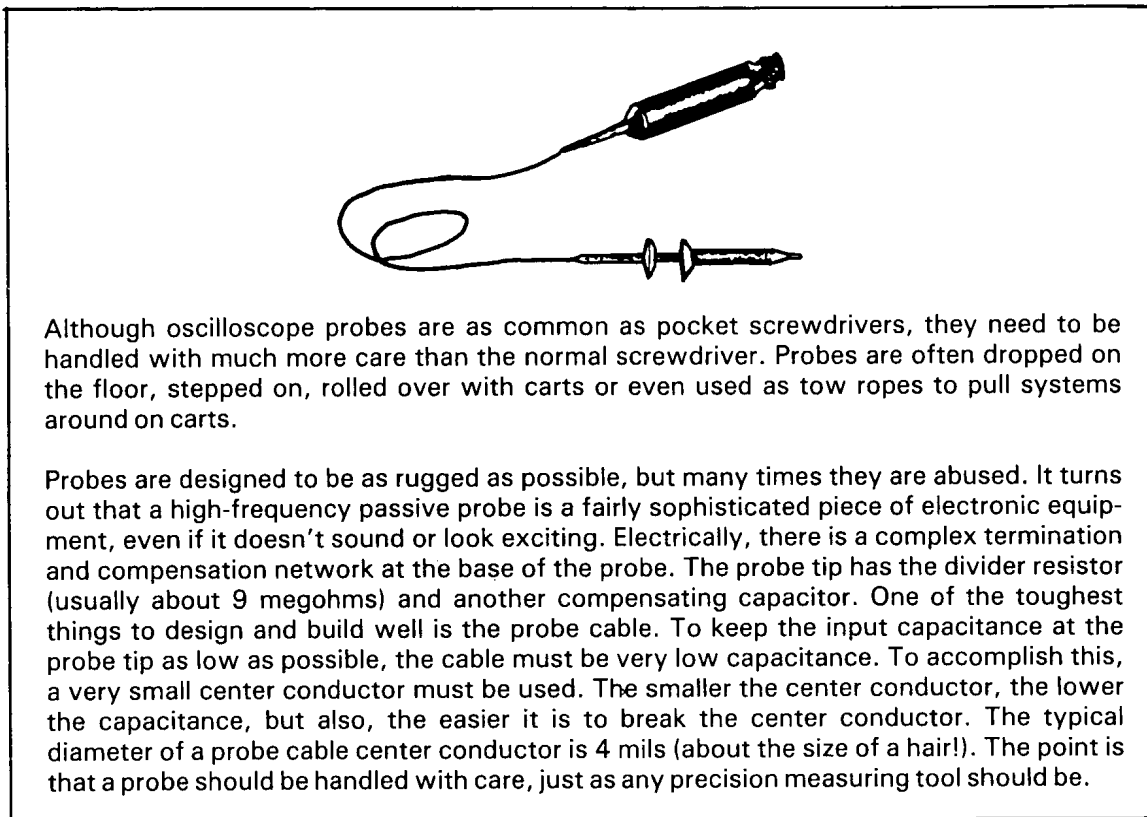 Although oscilloscope probes are as common as pocket screwdrivers, they need to be
handled with much more care than the normal screwdriver. Probes are often dropped on
the floor, stepped on, rolled over with carts or even used as tow ropes to pull systems
around on carts.
Probes are designed to be as rugged as possible, but many times they are abused. It turns
out that a high-frequency passive probe is a fairly sophisticated piece of electronic equip-
ment, even if it doesn't sound or look exciting. Electrically, there is a complex termination
and compensation network at the base of the probe. The probe tip has the divider resistor
(usually about 9 megohms) and another compensating capacitor. One of the toughest
things to design and build well is the probe cable. To keep the input capacitance at the
probe tip as low as possible, the cable must be very low capacitance. To accomplish this,
a very small center conductor must be used. The smaller the center conductor, the lower
the capacitance, but also, the easier it is to break the center conductor. The typical
diameter of a probe cable center conductor is 4 mils (about the size of a hair!). The point is
that a probe should be handled with care, just as any precision measuring tool should be.